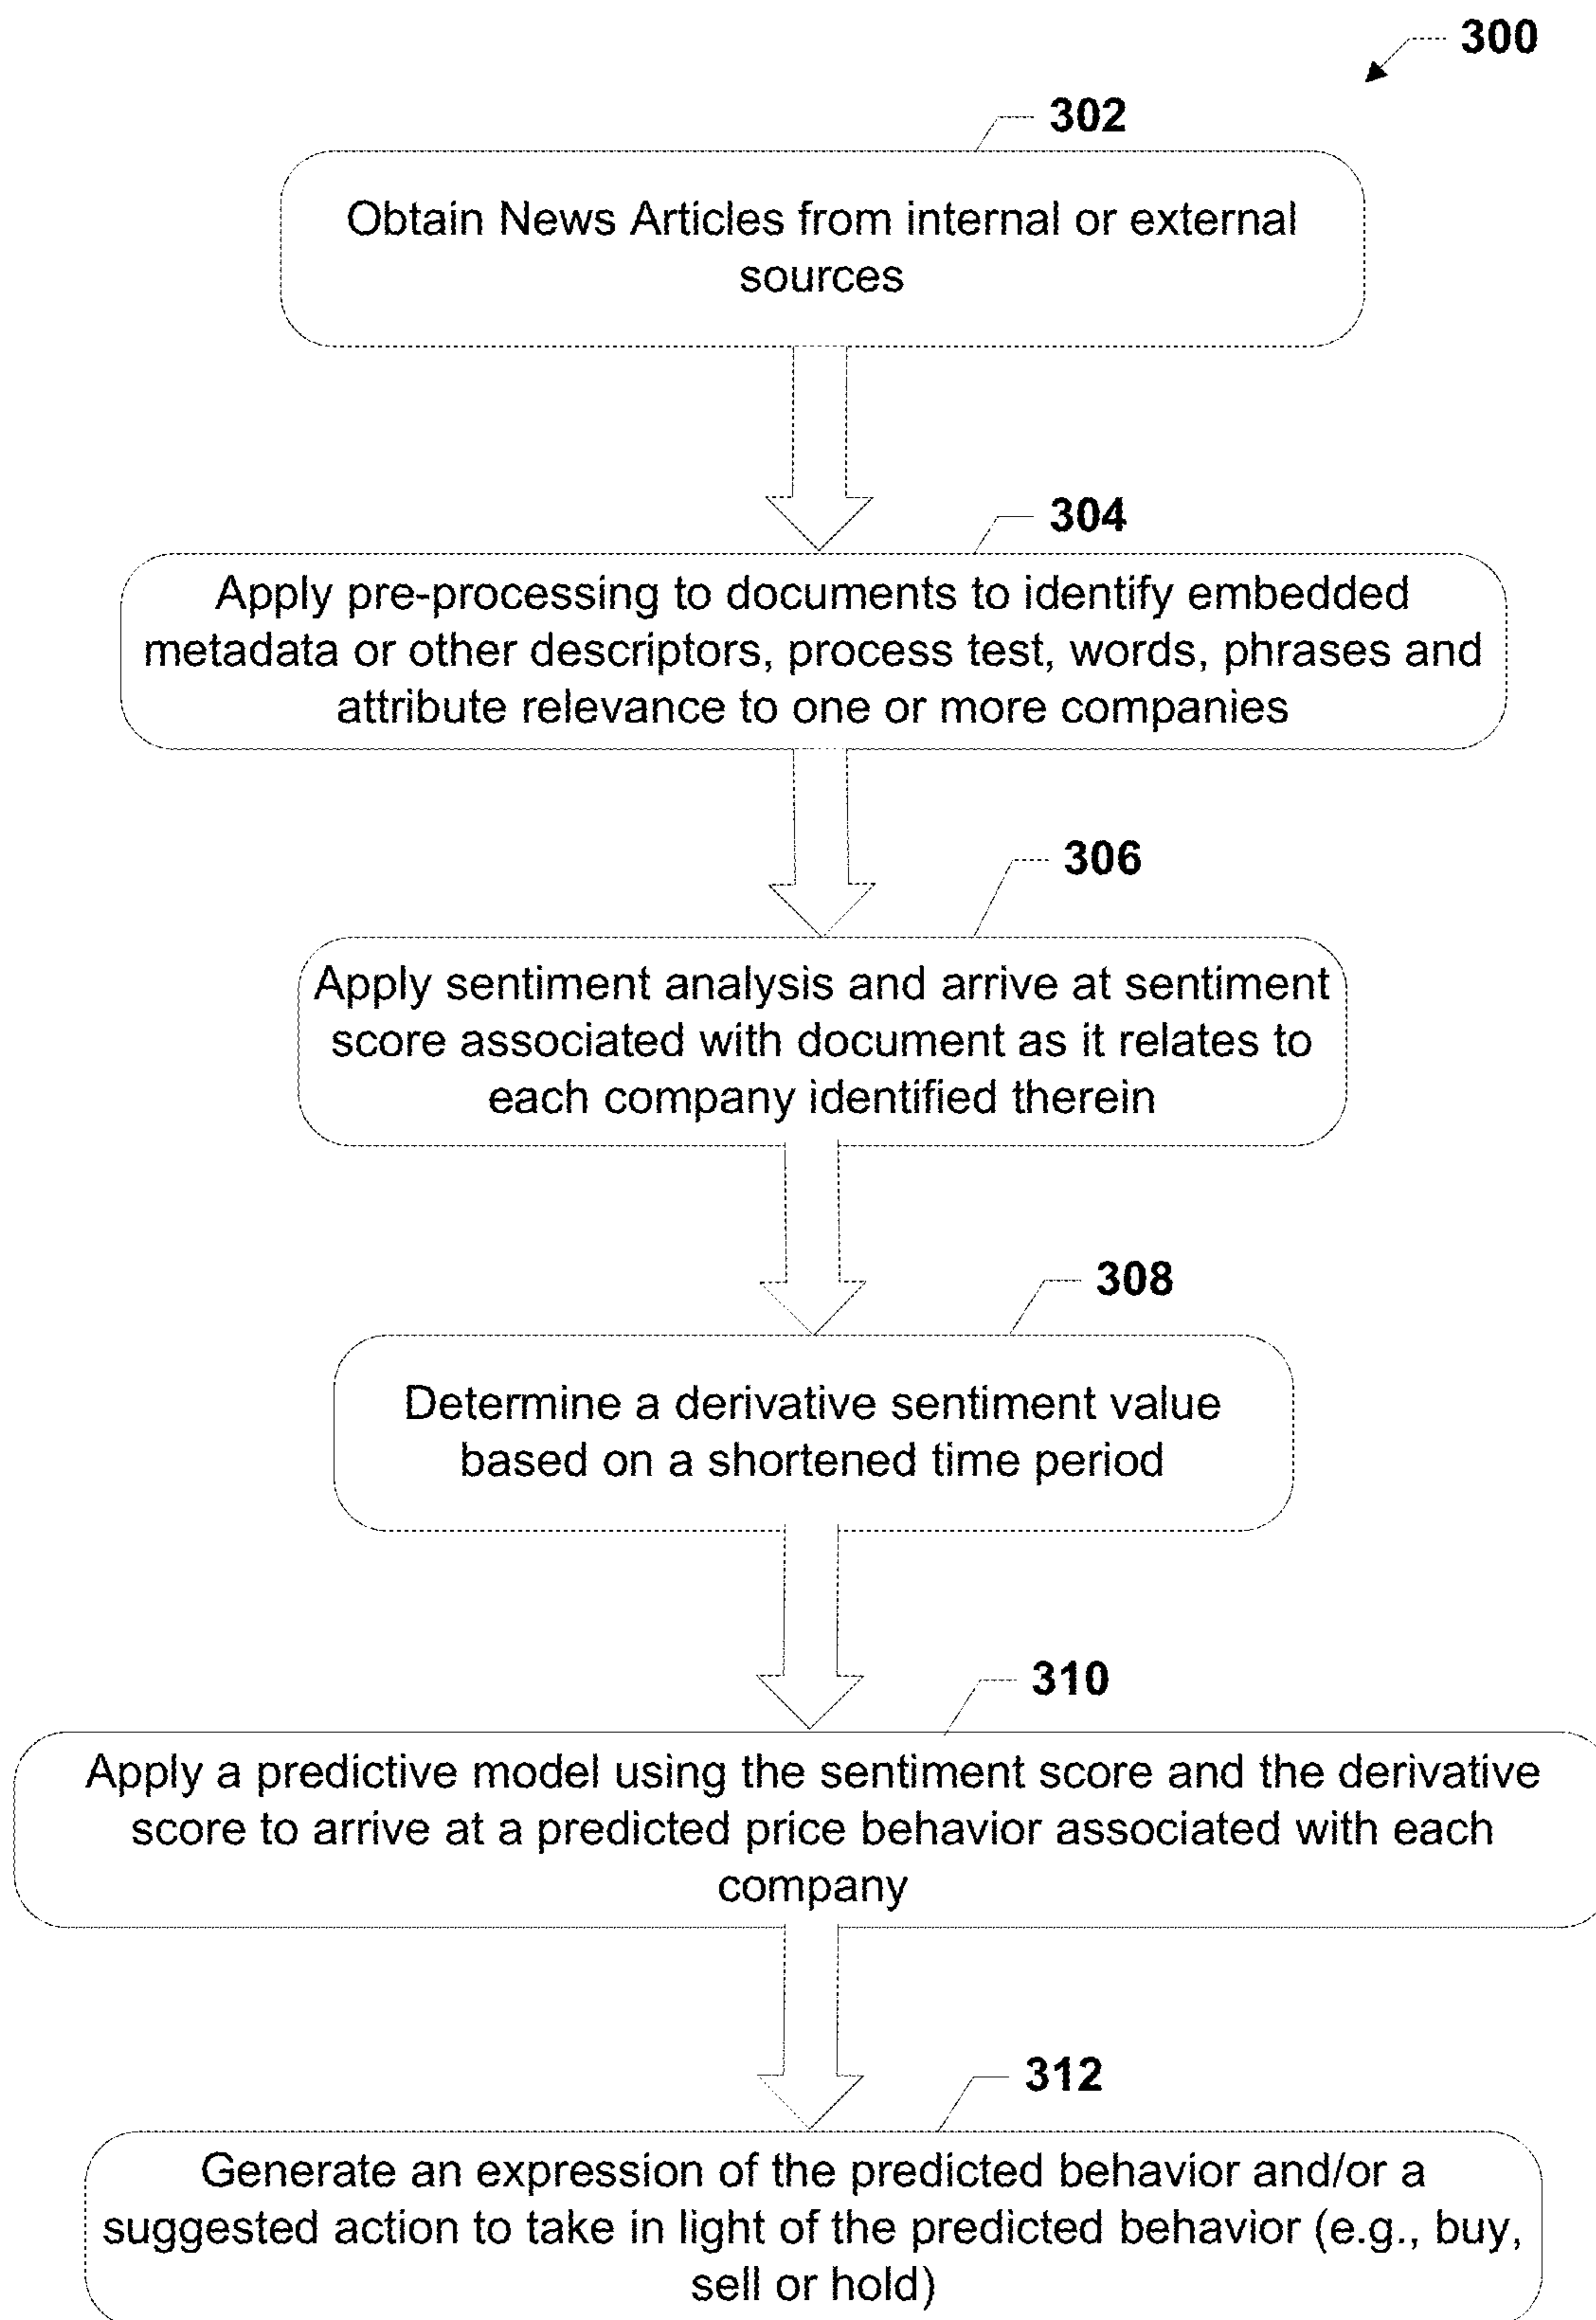 300
302
Obtain News Articles from internal or external
sources
304
Apply pre-processing to documents to identify embedded
metadata or other descriptors, process test, words, phrases and
attribute relevance to one or more companies
306
Apply sentiment analysis and arrive at sentiment
score associated with document as it relates to
each company identified therein
308
Determine a derivative sentiment value
based on a shortened time period
310
Apply a predictive model using the sentiment score and the derivative
score to arrive at a predicted price behavior associated with each
company
312
Generate an expression of the predicted behavior and/or a
suggested action to take in light of the predicted behavior (e.g., buy,
sell or hold)